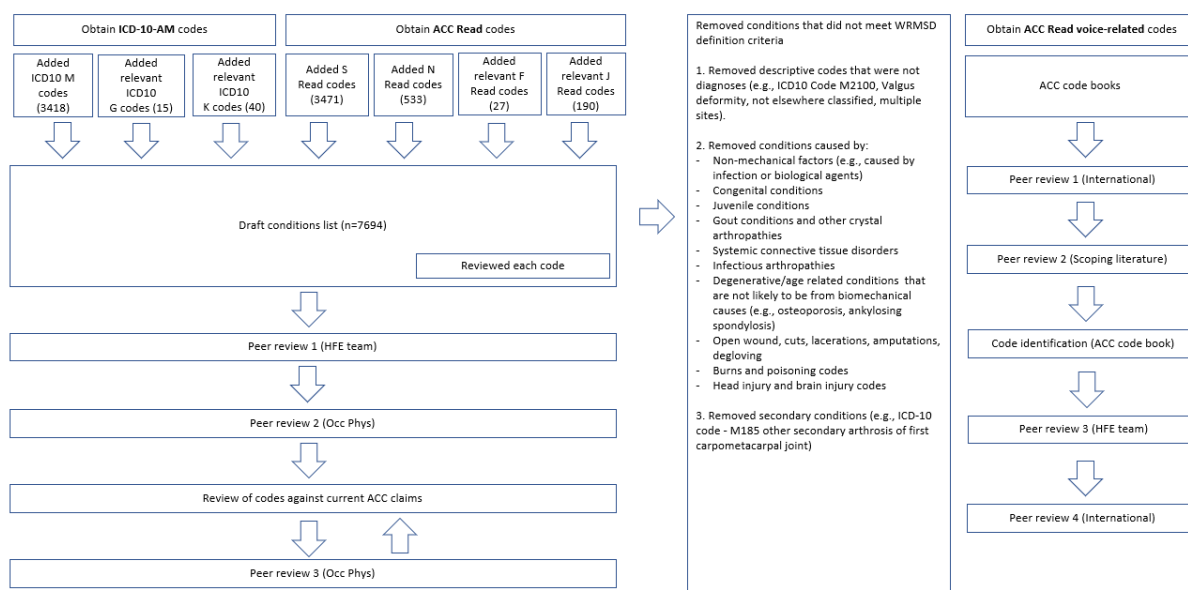 Obtain ICD-10-AM codes
Obtain ACC Read codes
Added
ICD10 M
codes
(3418)
Added
relevant
ICD10
G codes (15)
Added
relevant
ICD10
K codes (40)
Added S
Read codes
(3471)
Added N
Read codes
(533)
Added
relevant F
Read codes
(27)
Added
relevant J
Read codes
(190)
Draft conditions list (n=7694)
Reviewed each code
Peer review 1 (HFE team)
Peer review 2 (Occ Phys)
Review of codes against current ACC claims
Peer review 3 (Occ Phys)
Removed conditions that did not meet WRMSD
definition criteria
1. Removed descriptive codes that were not
diagnoses (e.g., ICD10 Code M2100, Valgus
deformity, not elsewhere classified, multiple
sites).
2. Removed conditions caused by:
- Non-mechanical factors (e.g., caused by
infection or biological agents)
- Congenital conditions
- Juvenile conditions
- Gout conditions and other crystal
arthropathies
- Systemic connective tissue disorders
- Infectious arthropathies
- Degenerative/age related conditions that
are not likely to be from biomechanical
causes (e.g., osteoporosis, ankylosing
spondylosis)
- Open wound, cuts, lacerations, amputations,
degloving
- Burns and poisoning codes
- Head injury and brain injury codes
3. Removed secondary conditions (e.g., ICD-10
code - M185 other secondary arthrosis of first
carpometacarpal joint)
Obtain ACC Read voice-related codes
ACC code books
Peer review 1 (International)
Peer review 2 (Scoping literature)
Code identification (ACC code book)
Peer review 3 (HFE team)
Peer review 4 (International)